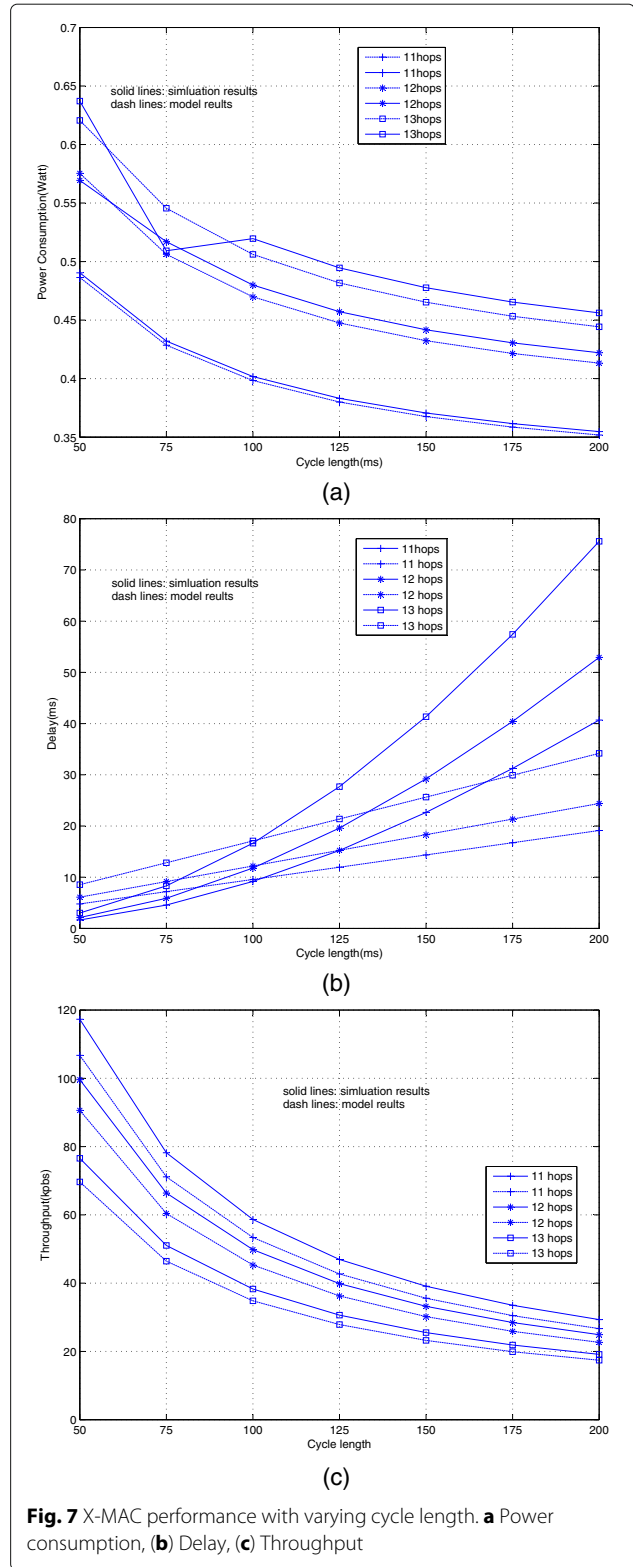 0.7
0.65
0.6
0.55
0.5
0.45
0.4
0.35
Power Consumption(Watt)
solid lines: simluation results
dash lines: model reults
11hops
11hops
12hops
12hops
13hops
13hops
50 75 100 125 150 175 200
Cycle length(ms)
(a)
80
70
60
50
40
30
20
10
0
Delay(ms)
solid lines: simluation results
dash lines: model reults
11hops
11 hops
12 hops
12 hops
13 hops
13 hops
50 75 100 125 150 175 200
Cycle length(ms)
(b)
120
100
80
60
40
20
0
Throughput(kpbs)
solid lines: simluation results
dash lines: model reults
11 hops
11 hops
12 hops
12 hops
13 hops
13 hops
50 75 100 125 150 175 200
Cycle length
(c)
Fig. 7 X-MAC performance with varying cycle length. a Power
consumption, (b) Delay, (c) Throughput